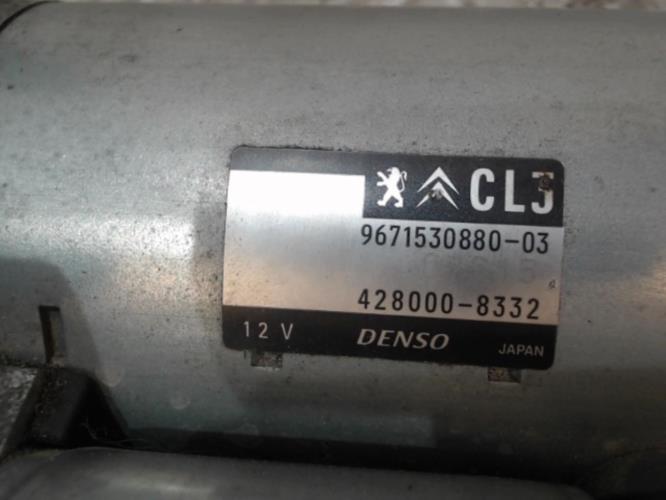 CLJ
9671530880-03
428000-8332
12 V DENSO JAPAN